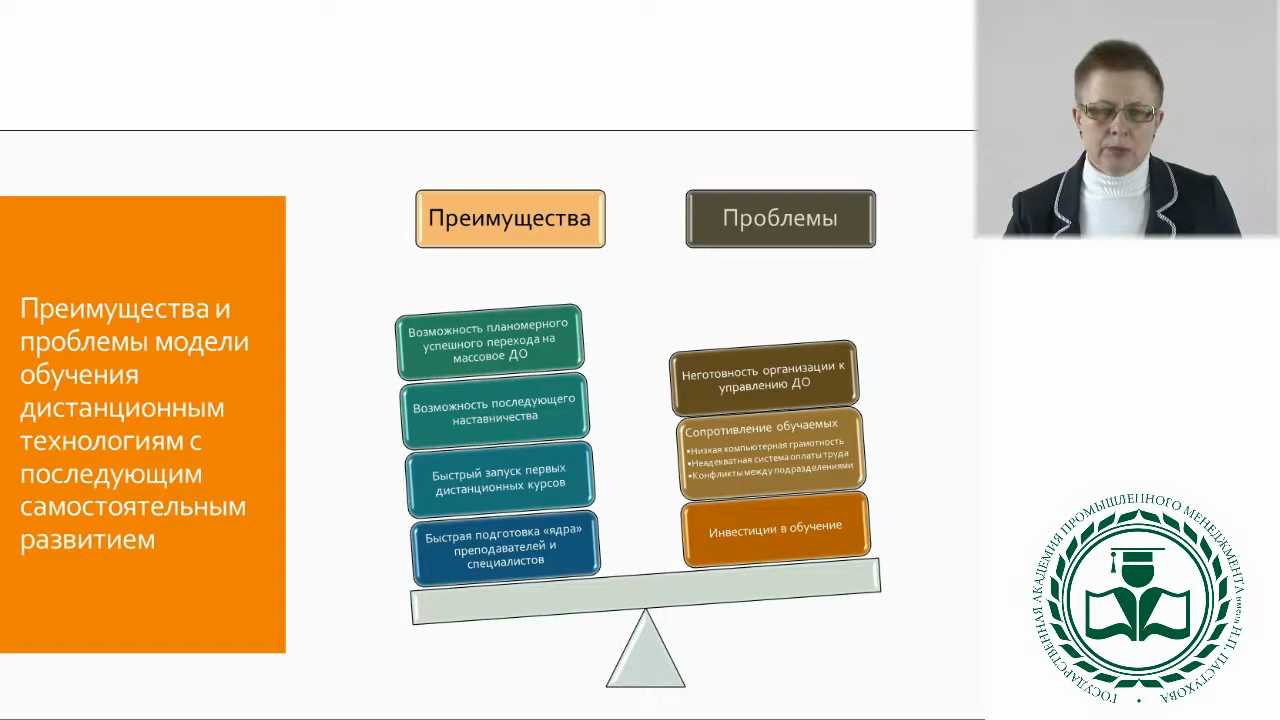 Преимущества и
проблемы модели
обучения
дистанционным
технологиям с
последующим
самостоятельным
развитием
Преимущества
Возможность планомерного
успешного перехода на
массовое ДО
Возможность последующего
наставничества
Быстрый запуск первых
дистанционных курсов
Быстрая подготовка «ядра»
преподавателей и
специалистов
Проблемы
Неготовность организации к
управлению ДО
Сопротивление обучаемых
•Низкая компьютерная грамотность
•Неадекватная система оплаты труда
•Конфликты между подразделениями
Инвестиции в обучение
ГОСУДАРСТВЕННАЯ АКАДЕМИЯ ПРОМЫШЛЕННОГО МЕНЕДЖМЕНТА имени Н.П. ПАСТУХОВА